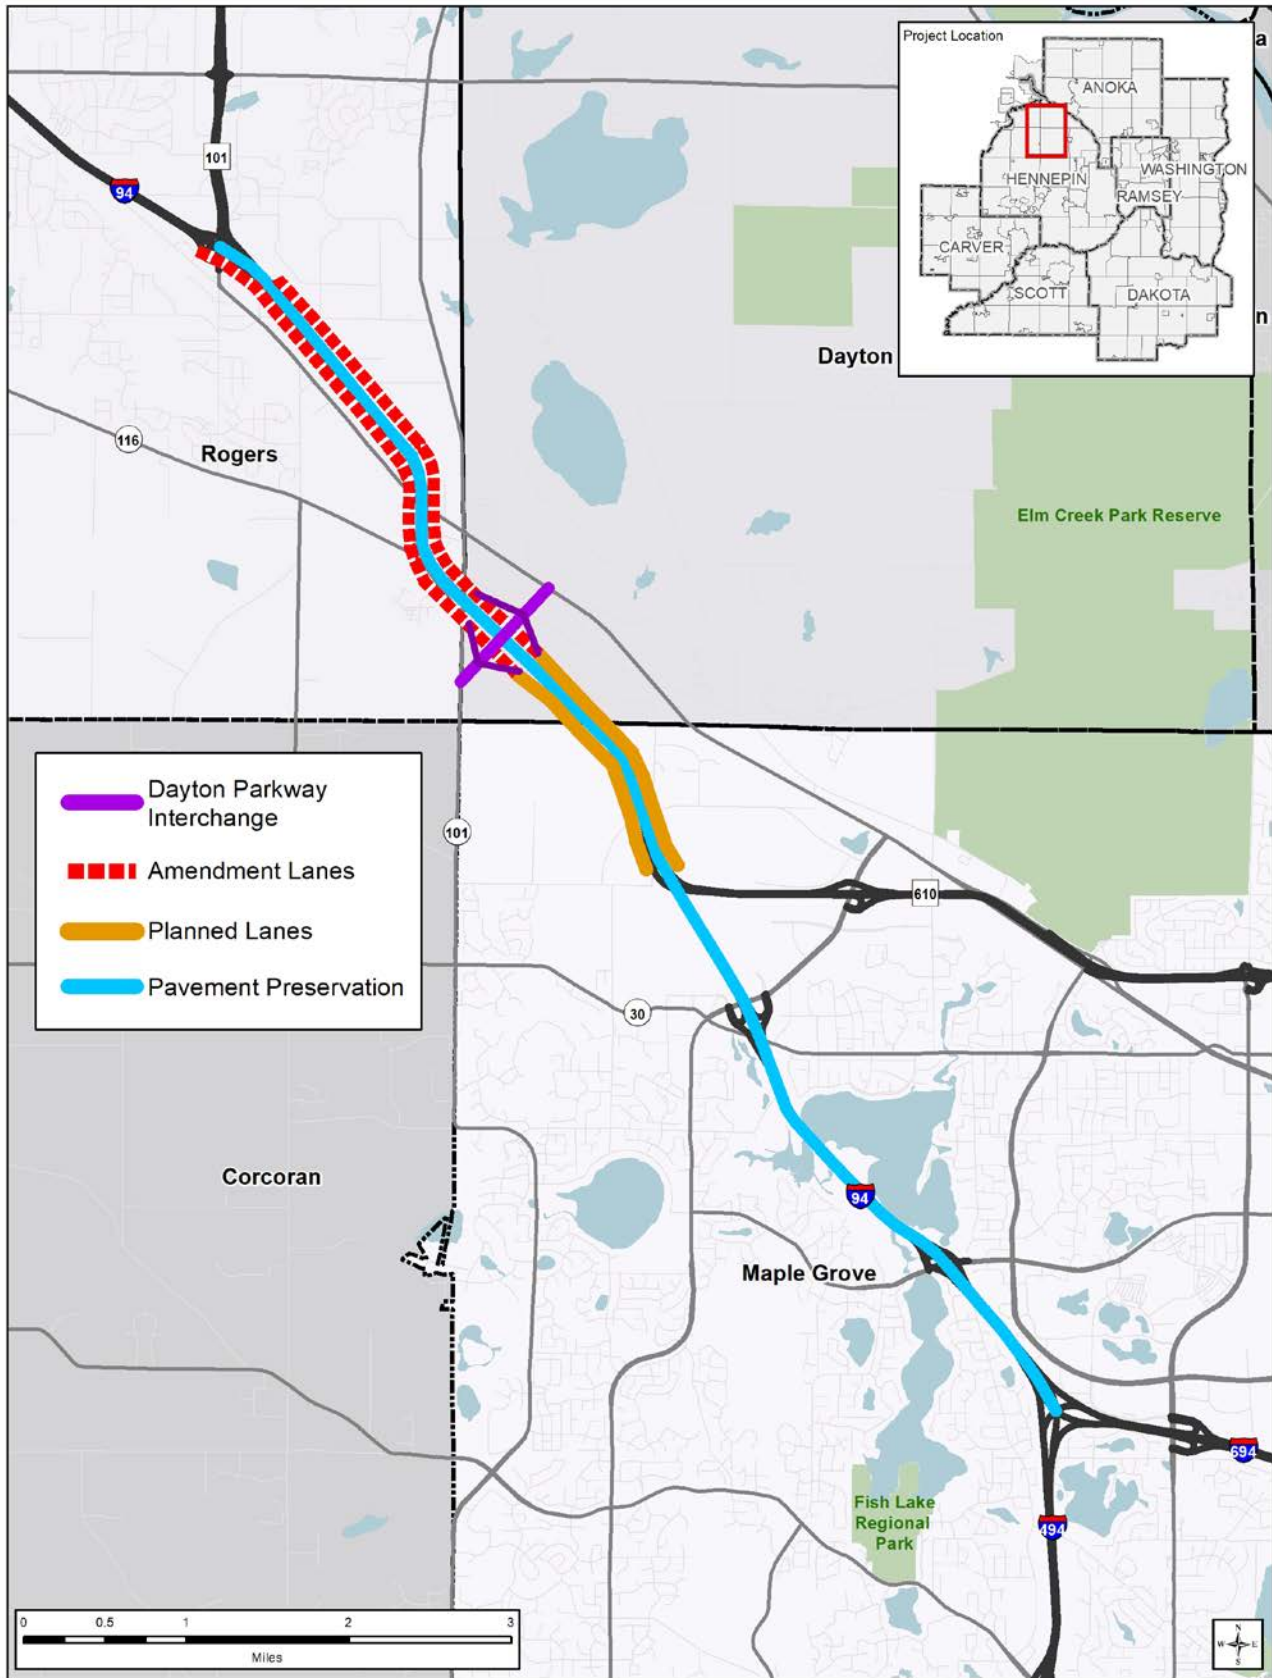 Project Location
a
ANOKA
HENNEPIN
WASHINGTON
RAMSEY
CARVER
SCOTT
DAKOTA
n
101
94
Dayton
116
Rogers
Elm Creek Park Reserve
Dayton Parkway
Interchange
Amendment Lanes
Planned Lanes
Pavement Preservation
101
610
30
Corcoran
94
Maple Grove
694
Fish Lake
Regional
Park
494
0 0.5 1 2 3
Miles
N
W E
S